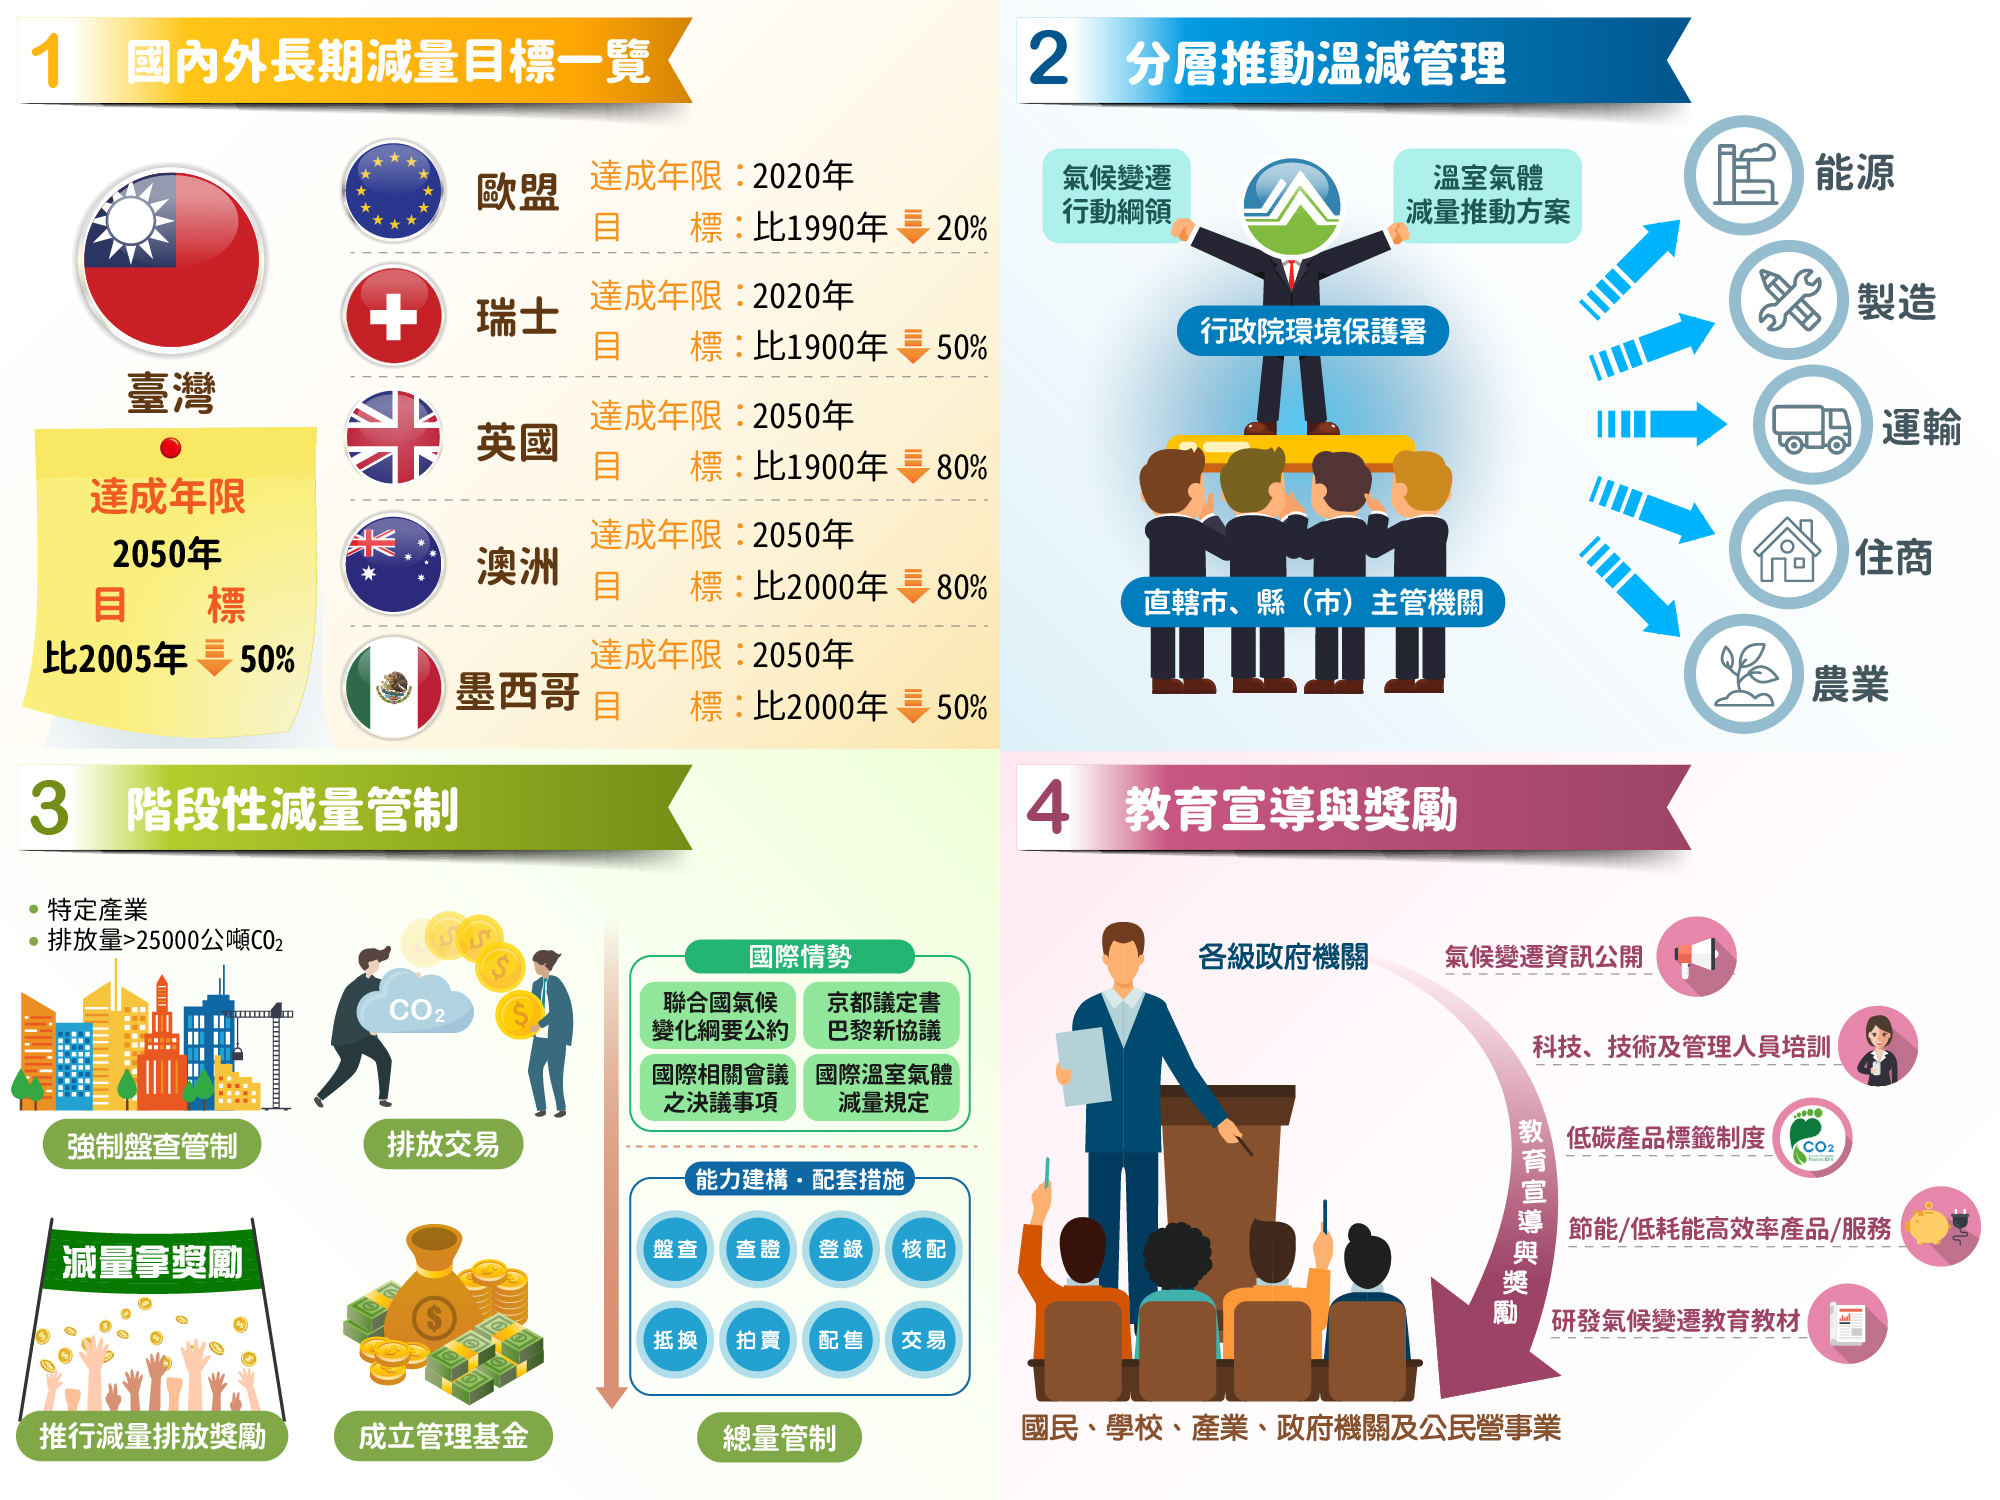 1 國內外長期減量目標一覽
臺灣
達成年限
2050年
目 標
比2005年 50%
歐盟
達成年限：2020年
目 標：比1990年 20%
瑞士
達成年限：2020年
目 標：比1900年 50%
英國
達成年限：2050年
目 標：比1900年 80%
澳洲
達成年限：2050年
目 標：比2000年 80%
墨西哥
達成年限：2050年
目 標：比2000年 50%
2 分層推動溫減管理
氣候變遷
行動綱領
溫室氣體
減量推動方案
行政院環境保護署
直轄市、縣（市）主管機關
能源
製造
運輸
住商
農業
3 階段性減量管制
• 特定產業
• 排放量>25000公噸CO₂
強制盤查管制
CO₂
排放交易
減量拿獎勵
推行減量排放獎勵
成立管理基金
國際情勢
聯合國氣候
變化綱要公約
京都議定書
巴黎新協議
國際相關會議
之決議事項
國際溫室氣體
減量規定
能力建構・配套措施
盤查
查證
登錄
核配
抵換
拍賣
配售
交易
總量管制
4 教育宣導與獎勵
各級政府機關
教育宣導與獎勵
氣候變遷資訊公開
科技、技術及管理人員培訓
低碳產品標籤制度
CO₂
節能/低耗能高效率產品/服務
研發氣候變遷教育教材
國民、學校、產業、政府機關及公民營事業